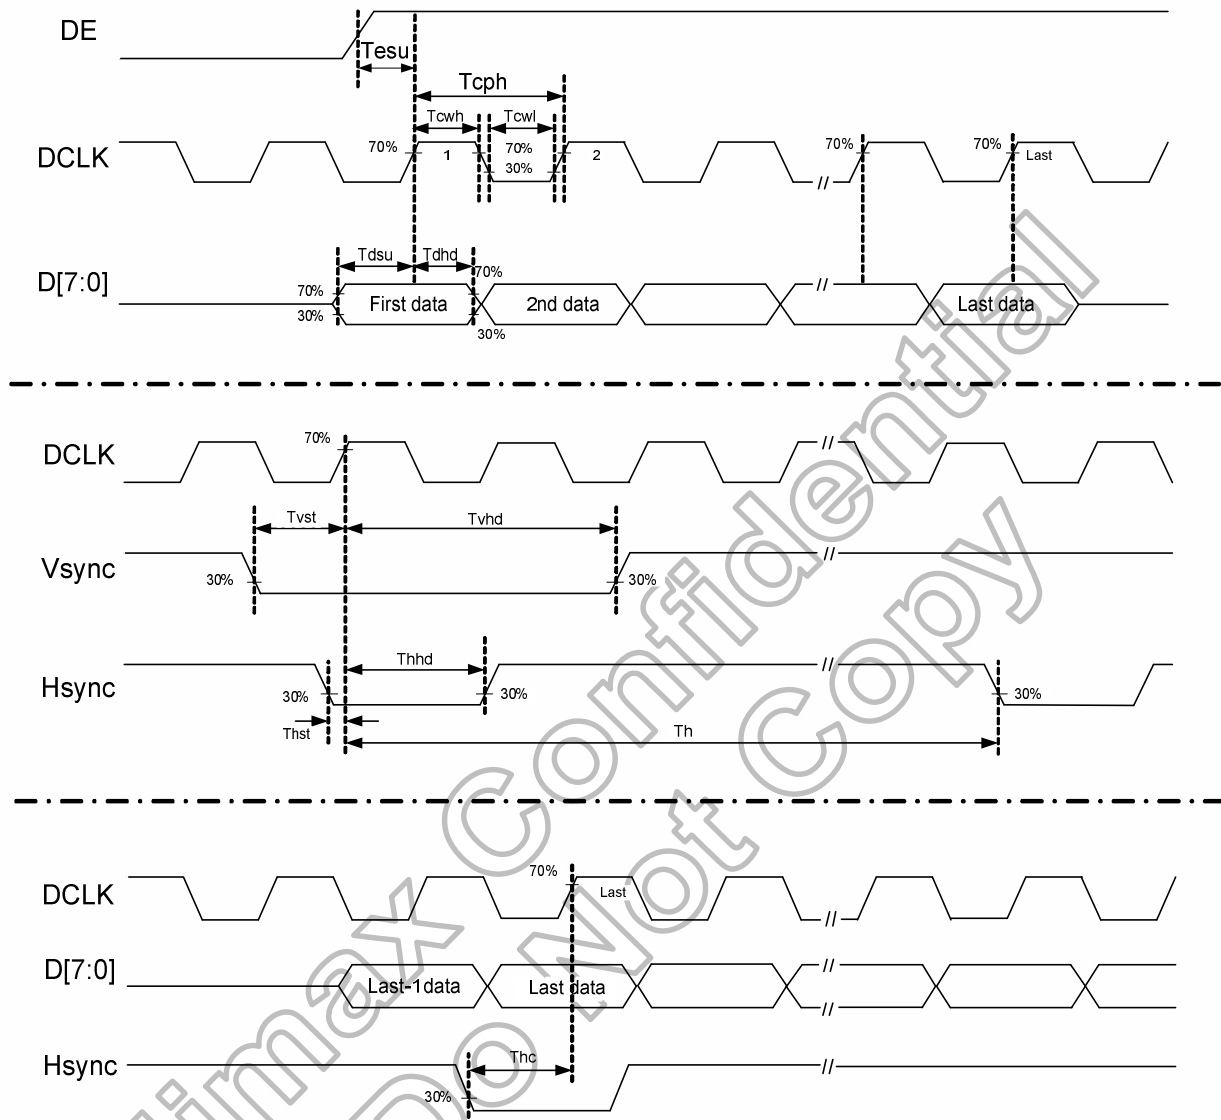 DE
Tesu
Tcph
Tcwh Tcwl
DCLK 70% 1 70% 30% 2 // 70% 70% Last
Tdsu Tdhd
D[7:0] 70% 30% First data 70% 30% 2nd data // // Last data
DCLK 70% //
Tvst Tvhd
Vsync 30% 30% //
Thhd
Hsync 30% 30% // 30%
Thst Th
DCLK 70% Last //
D[7:0] Last-1data Last data // //
Hsync Thc //
30%
imax Confidential
Do Not Copy